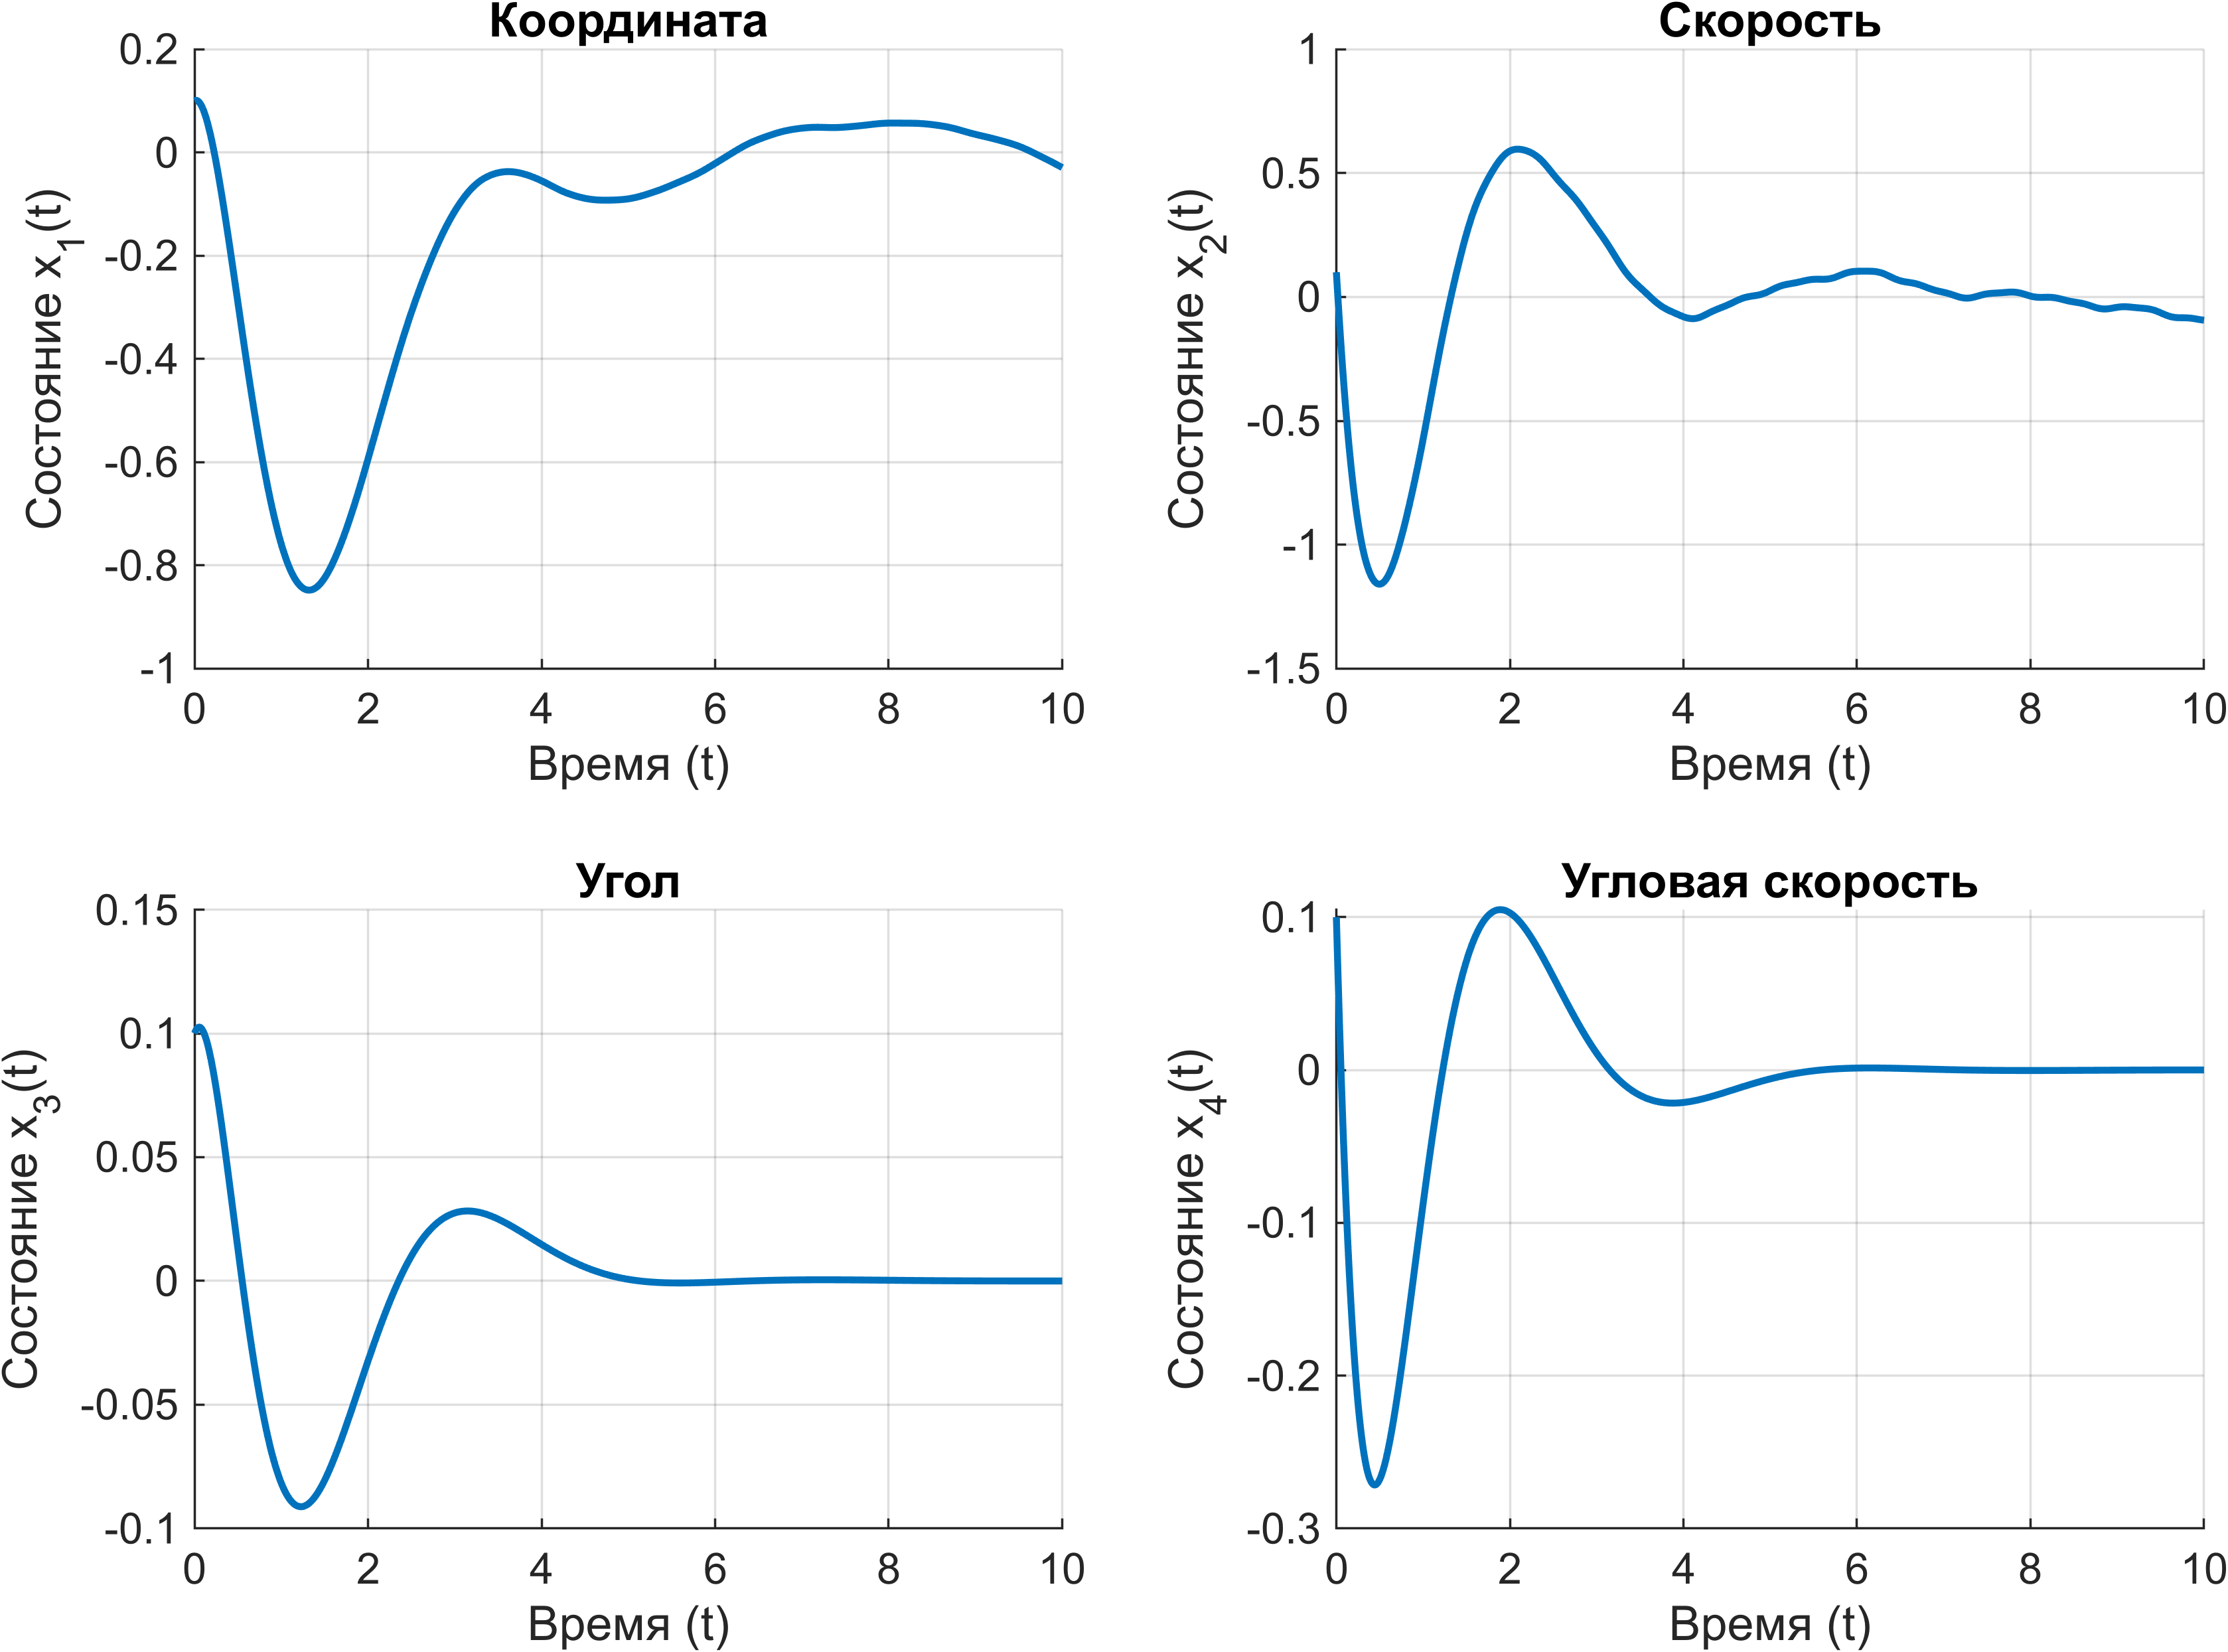 Координата
0.2
0
-0.2
-0.4
-0.6
-0.8
-1
Состояние x1(t)
0 2 4 6 8 10
Время (t)
Скорость
1
0.5
0
-0.5
-1
-1.5
Состояние x2(t)
0 2 4 6 8 10
Время (t)
Угол
0.15
0.1
0.05
0
-0.05
-0.1
Состояние x3(t)
0 2 4 6 8 10
Время (t)
Угловая скорость
0.1
0
-0.1
-0.2
-0.3
Состояние x4(t)
0 2 4 6 8 10
Время (t)